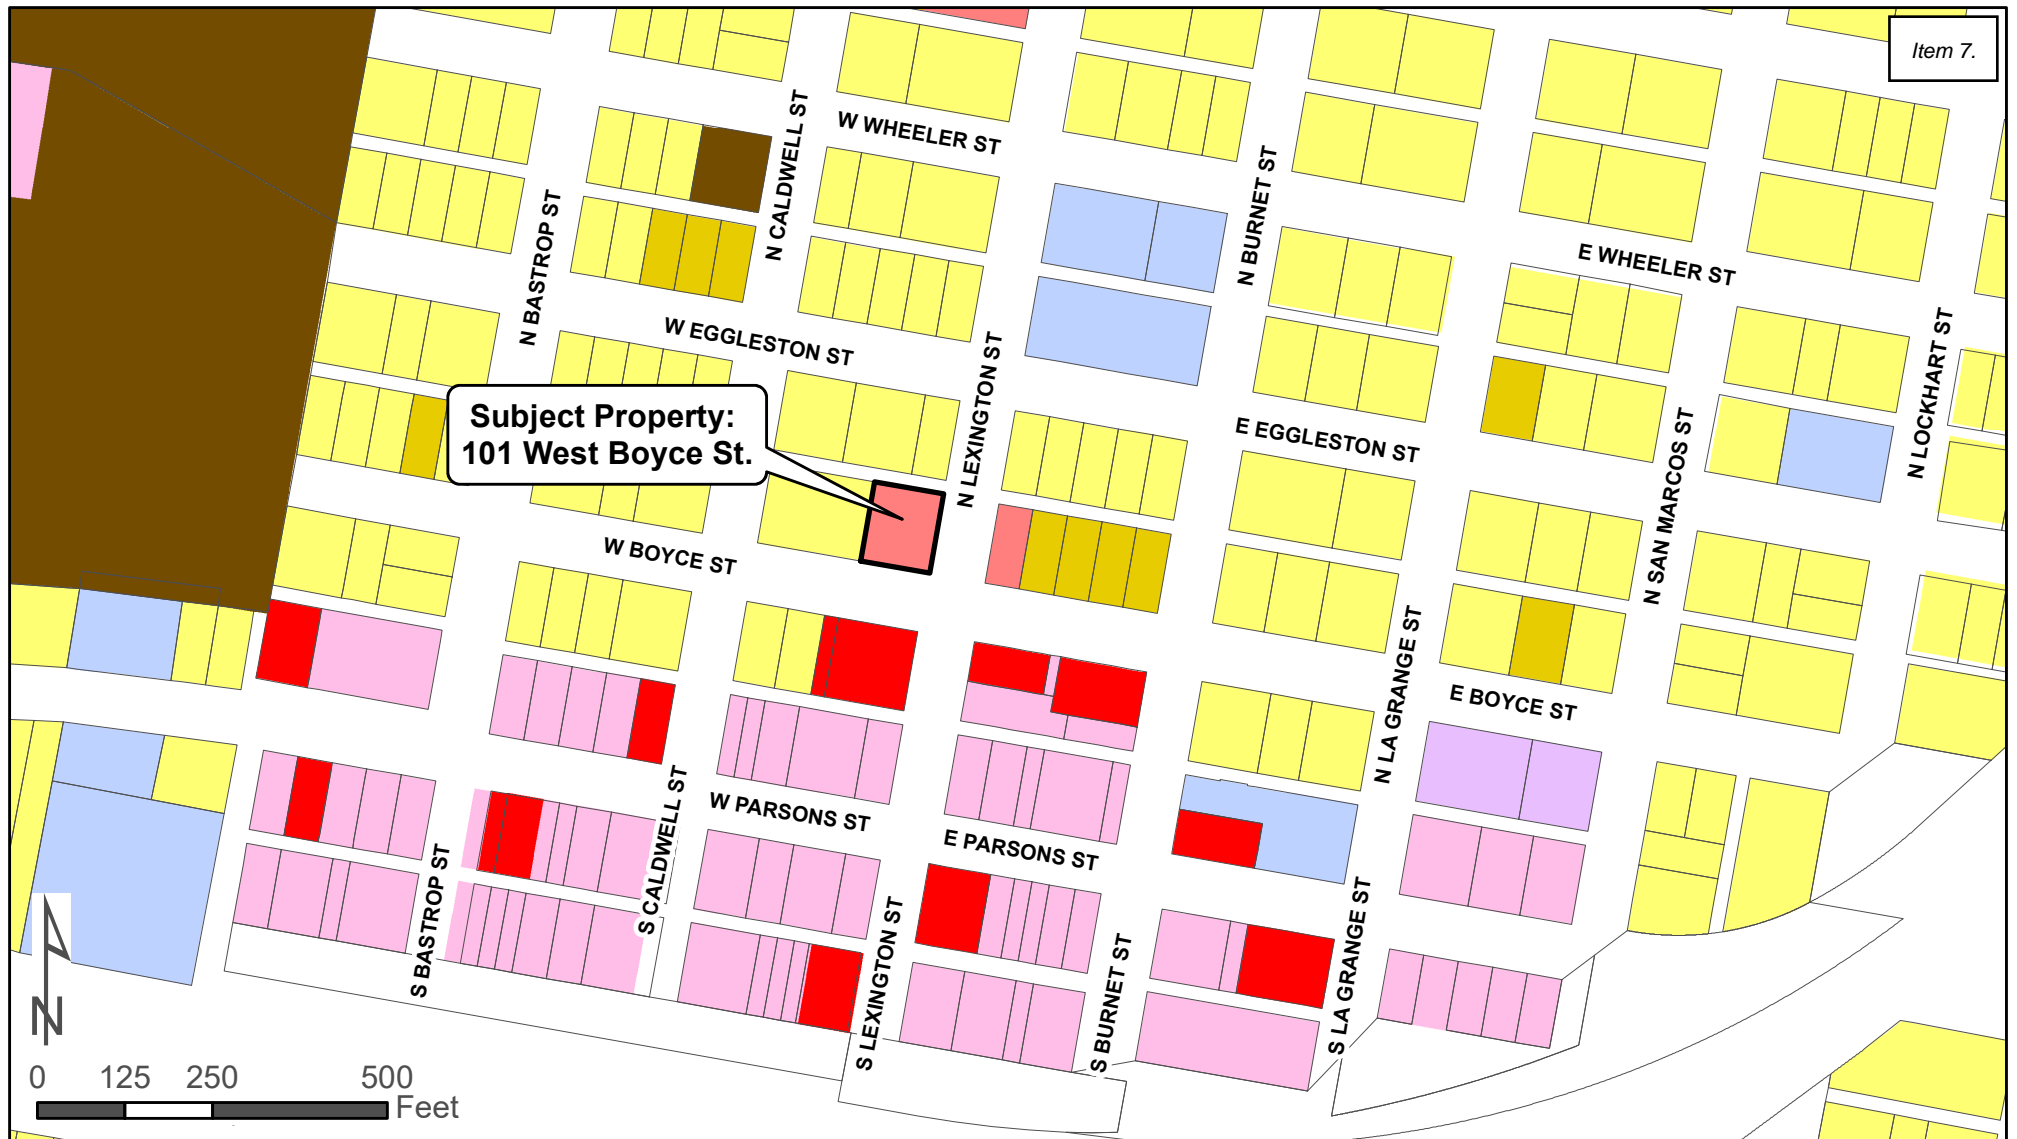 Item 7.
W WHEELER ST
N CALDWELL ST
N BURNET ST
N BASTROP ST
E WHEELER ST
W EGGLESTON ST
N LEXINGTON ST
N LOCKHART ST
Subject Property:
101 West Boyce St.
E EGGLESTON ST
N SAN MARCOS ST
W BOYCE ST
N LA GRANGE ST
E BOYCE ST
S CALDWELL ST
W PARSONS ST
E PARSONS ST
S BASTROP ST
S LEXINGTON ST
S BURNET ST
S LA GRANGE ST
N
0 125 250 500
Feet